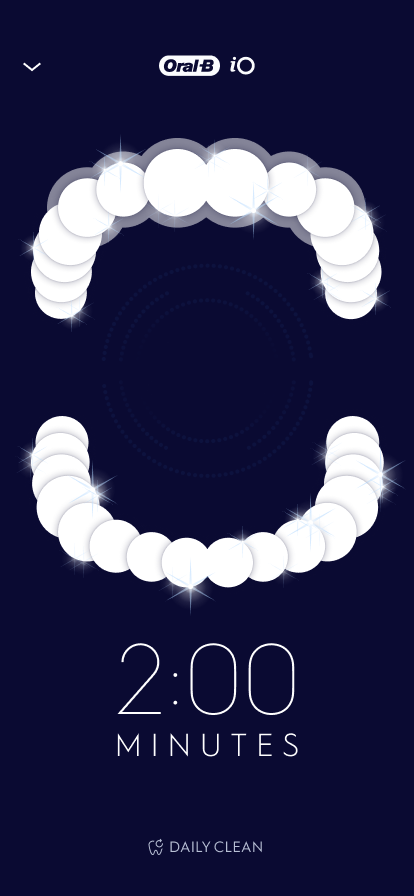 Oral-B iO
2:00
MINUTES
DAILY CLEAN